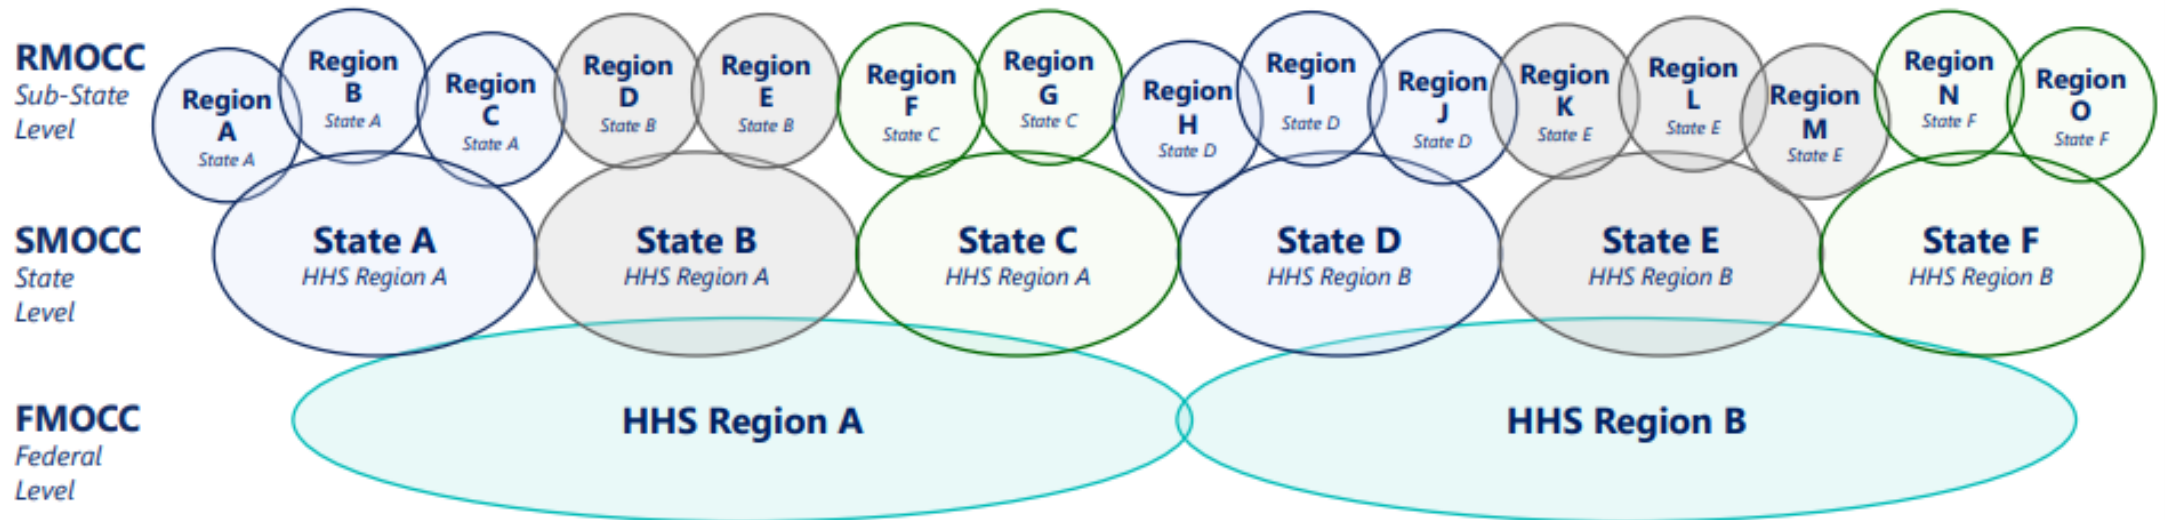 RMOCC
Sub-State
Level
Region
A
State A
Region
B
State A
Region
C
State A
Region
D
State B
Region
E
State B
Region
F
State C
Region
G
State C
Region
H
State D
Region
I
State D
Region
J
State D
Region
K
State E
Region
L
State E
Region
M
State E
Region
N
State F
Region
O
State F
SMOCC
State
Level
State A
HHS Region A
State B
HHS Region A
State C
HHS Region A
State D
HHS Region B
State E
HHS Region B
State F
HHS Region B
FMOCC
Federal
Level
HHS Region A
HHS Region B